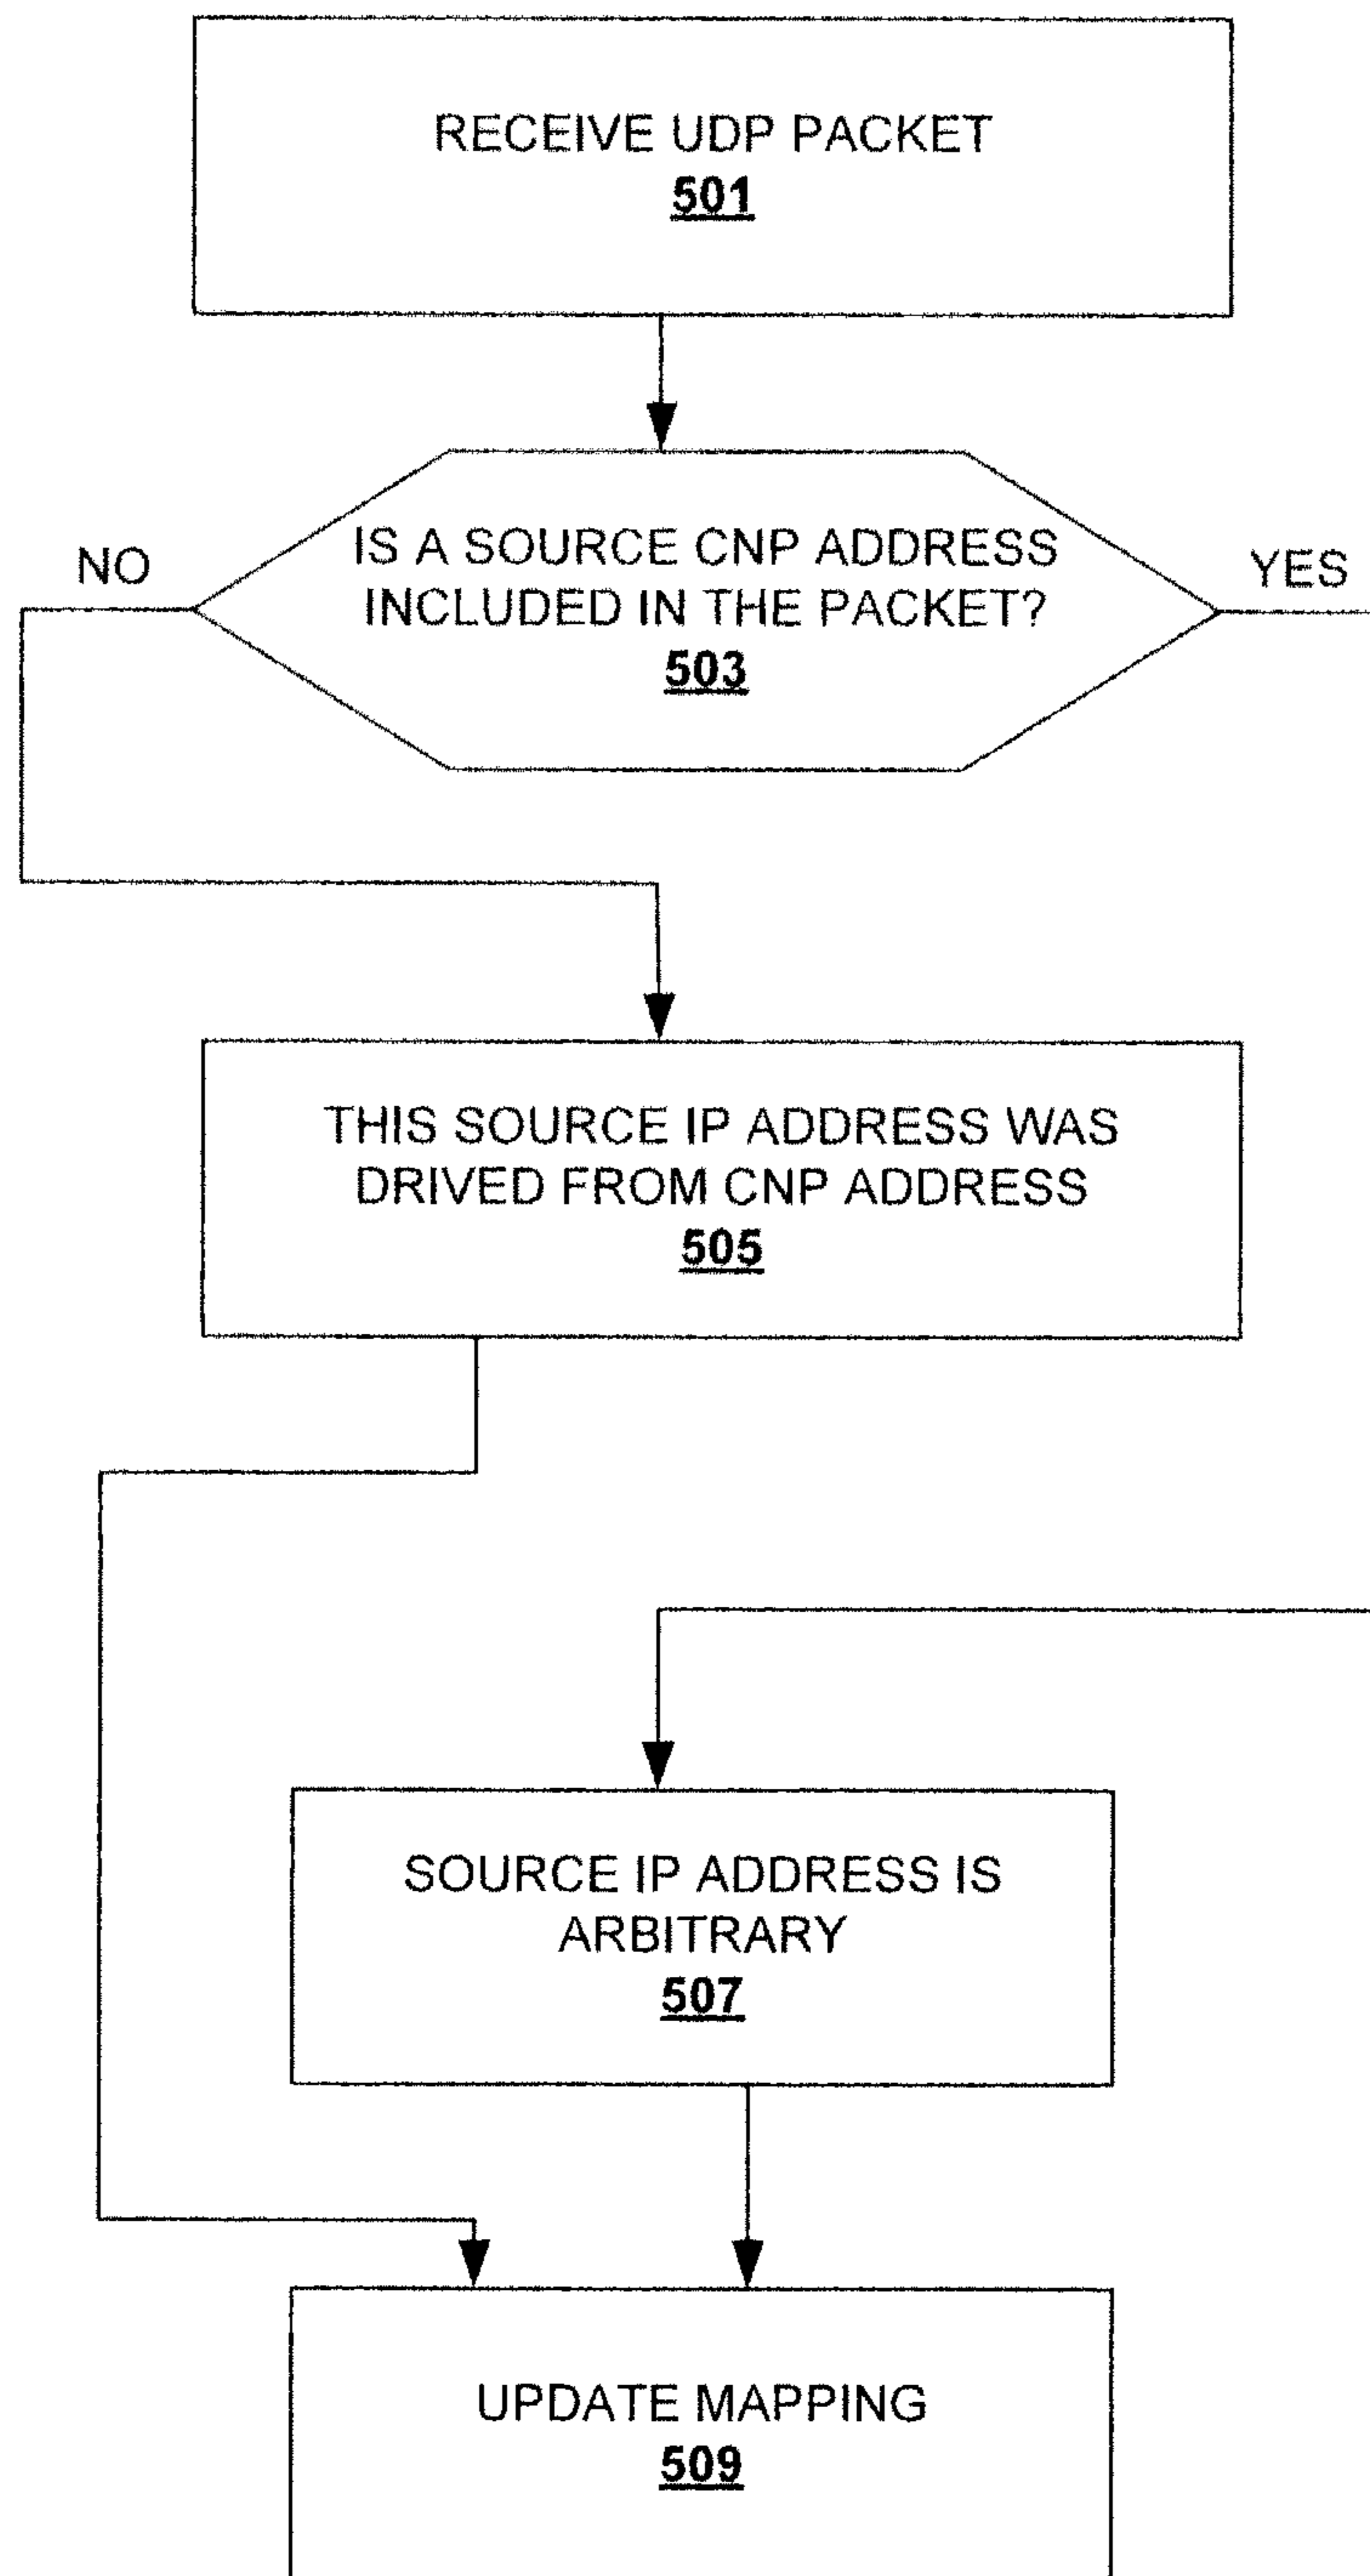 RECEIVE UDP PACKET
501
IS A SOURCE CNP ADDRESS
INCLUDED IN THE PACKET?
503
NO
YES
THIS SOURCE IP ADDRESS WAS
DRIVED FROM CNP ADDRESS
505
SOURCE IP ADDRESS IS
ARBITRARY
507
UPDATE MAPPING
509